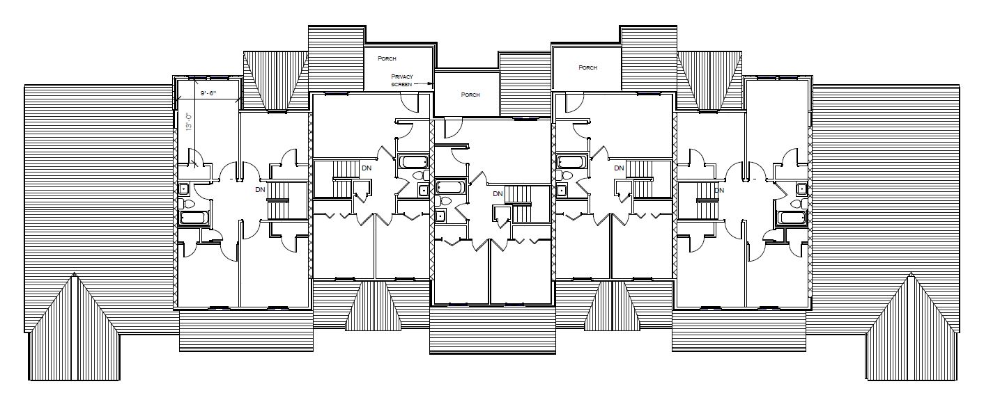 PORCH
PORCH
PRIVACY
SCREEN
PORCH
9'-6"
13'-0"
DN
DN
DN
DN
DN